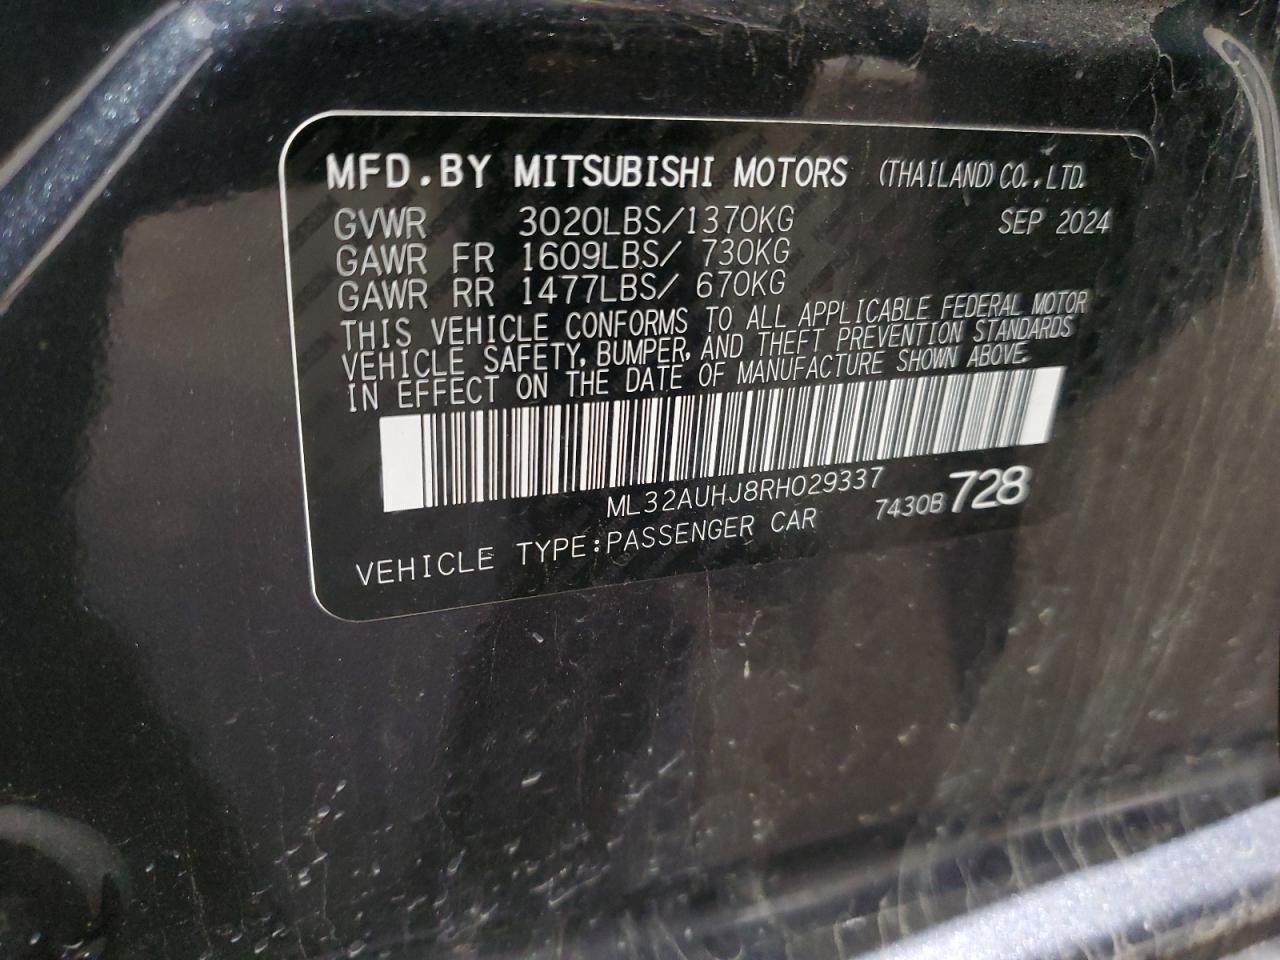 MFD.BY MITSUBISHI MOTORS (THAILAND)CO.,LTD.
GVWR 3020LBS/1370KG SEP 2024
GAWR FR 1609LBS/ 730KG
GAWR RR 1477LBS/ 670KG
THIS VEHICLE CONFORMS TO ALL APPLICABLE FEDERAL MOTOR
VEHICLE SAFETY, BUMPER, AND THEFT PREVENTION STANDARDS
IN EFFECT ON THE DATE OF MANUFACTURE SHOWN ABOVE.
ML32AUHJ8RH029337
VEHICLE TYPE:PASSENGER CAR 7430B 728